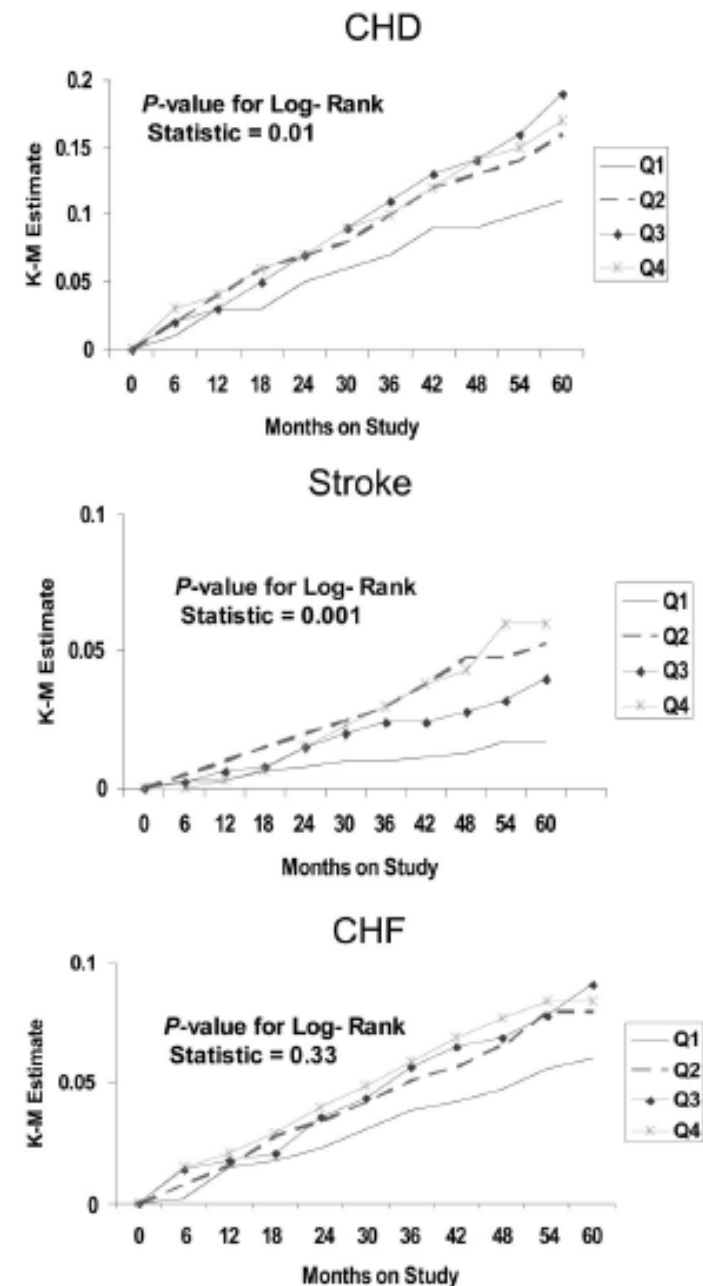 CHD
P-value for Log- Rank
Statistic = 0.01
K-M Estimate
0.2
0.15
0.1
0.05
0
0 6 12 18 24 30 36 42 48 54 60
Months on Study
Q1
Q2
Q3
Q4
Stroke
P-value for Log- Rank
Statistic = 0.001
K-M Estimate
0.1
0.05
0
0 6 12 18 24 30 36 42 48 54 60
Months on Study
Q1
Q2
Q3
Q4
CHF
P-value for Log- Rank
Statistic = 0.33
K-M Estimate
0.1
0.05
0
0 6 12 19 24 30 37 42 48 54 60
Months on Study
Q1
Q2
Q3
Q4